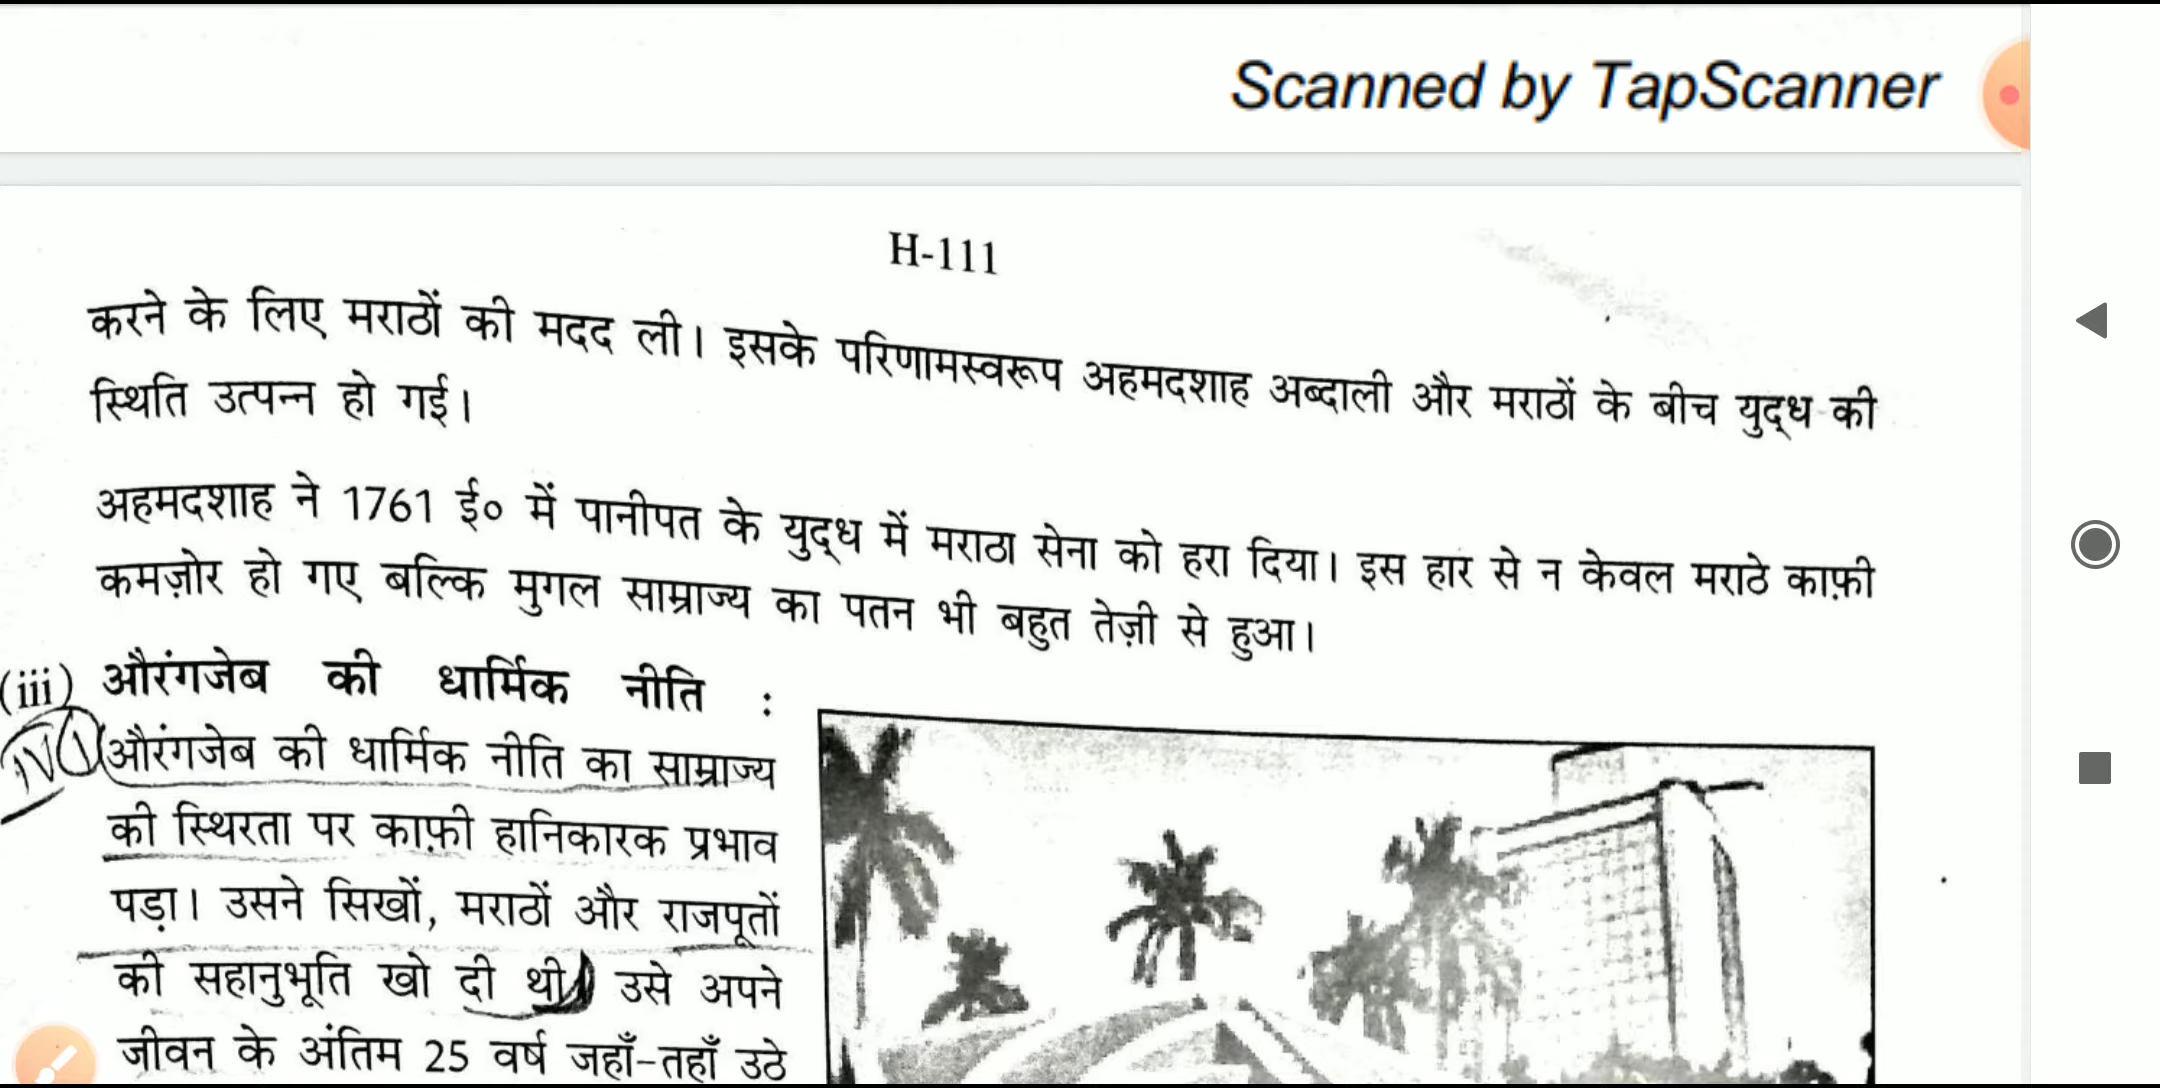 Scanned by TapScanner
H-111
करने के लिए मराठों की मदद ली। इसके परिणामस्वरूप अहमदशाह अब्दाली और मराठों के बीच युद्ध की
स्थिति उत्पन्न हो गई।
अहमदशाह ने 1761 ई० में पानीपत के युद्ध में मराठा सेना को हरा दिया। इस हार से न केवल मराठे काफ़ी
कमज़ोर हो गए बल्कि मुगल साम्राज्य का पतन भी बहुत तेज़ी से हुआ।
(iii) औरंगजेब की धार्मिक नीति :
औरंगजेब की धार्मिक नीति का साम्राज्य
की स्थिरता पर काफ़ी हानिकारक प्रभाव
पड़ा। उसने सिखों, मराठों और राजपूतों
की सहानुभूति खो दी थी उसे अपने
जीवन के अंतिम 25 वर्ष जहाँ-तहाँ उठे